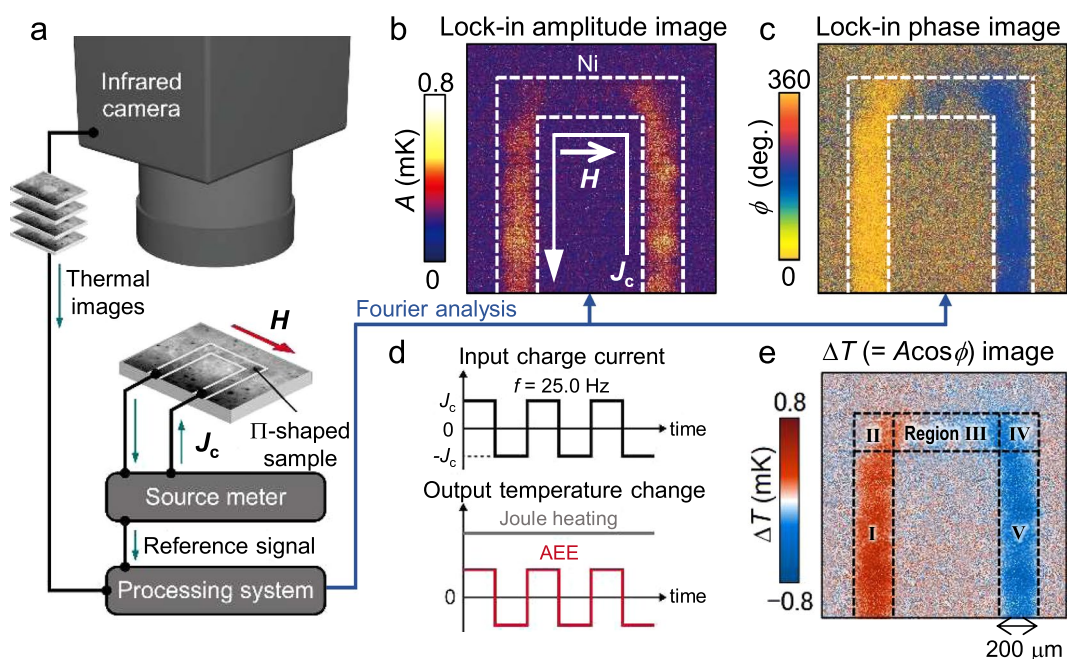 a
Infrared
camera
Thermal
images
H
Π-shaped
sample
Jc
Source meter
Reference signal
Processing system
Fourier analysis
b
Lock-in amplitude image
0.8
A (mK)
0
Ni
H
Jc
c
Lock-in phase image
360
ϕ (deg.)
0
d
Input charge current
f = 25.0 Hz
Jc
0
-Jc
time
Output temperature change
Joule heating
AEE
0
time
e
ΔT (= Acosϕ) image
0.8
ΔT (mK)
−0.8
II
Region III
IV
I
V
200 μm